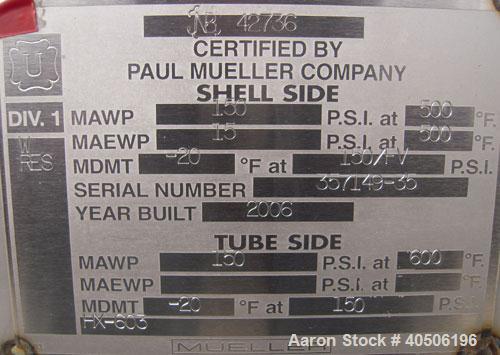 NB 42736
CERTIFIED BY
PAUL MUELLER COMPANY
SHELL SIDE
U
DIV. 1
W
RES
MAWP 150 P.S.I. at 500 °F.
MAEWP 15 P.S.I. at 500 °F.
MDMT -20 °F at 150/FV P.S.I.
SERIAL NUMBER 357149-35
YEAR BUILT 2006
TUBE SIDE
MAWP 150 P.S.I. at 600 °F.
MAEWP P.S.I. at °F.
MDMT -20 °F at 150 P.S.I.
HX-603
MUELLER
Aaron Stock # 40506196